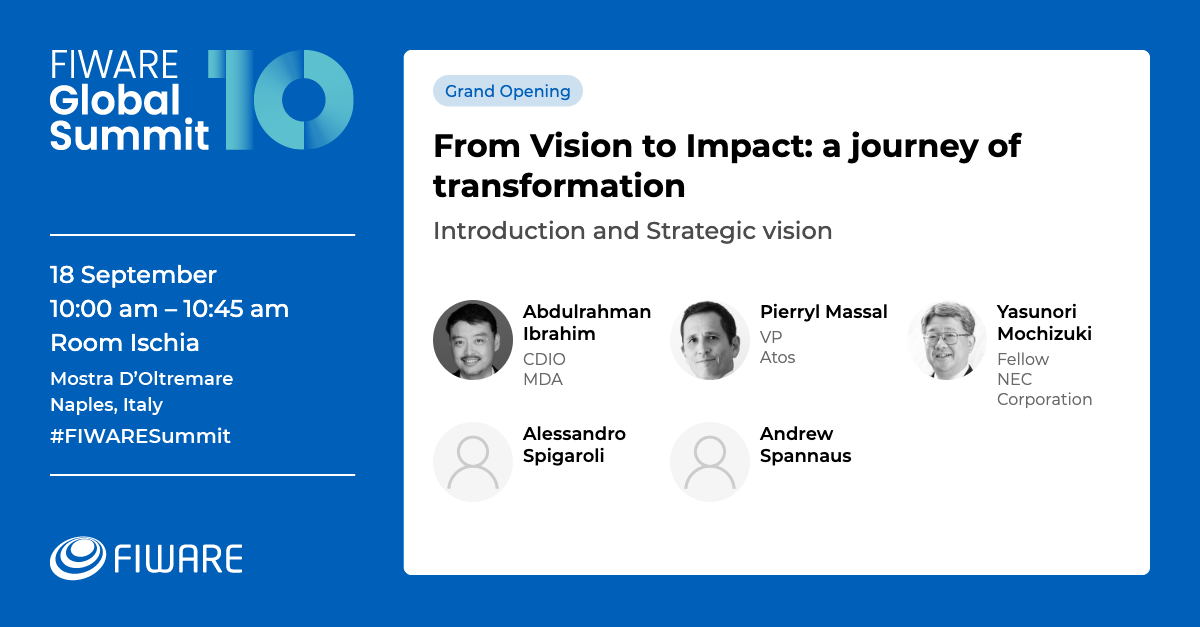 FIWARE
Global
Summit
10
18 September
10:00 am – 10:45 am
Room Ischia
Mostra D’Oltremare
Naples, Italy
#FIWARESummit
FIWARE
Grand Opening
From Vision to Impact: a journey of
transformation
Introduction and Strategic vision
Abdulrahman
Ibrahim
CDIO
MDA
Pierryl Massal
VP
Atos
Yasunori
Mochizuki
Fellow
NEC
Corporation
Alessandro
Spigaroli
Andrew
Spannaus